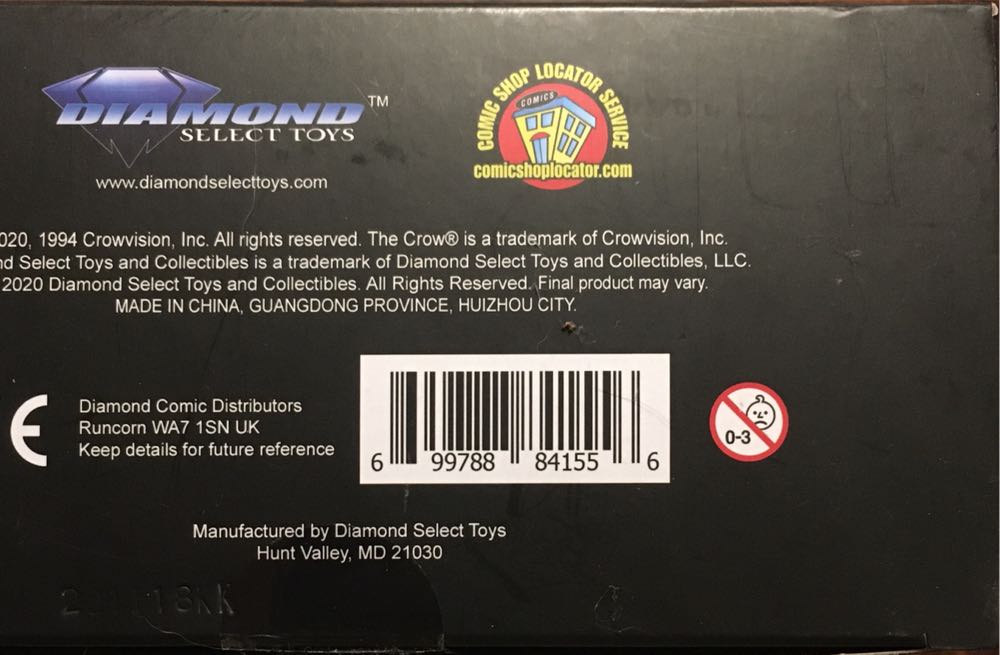 DIAMOND™
SELECT TOYS
www.diamondselecttoys.com
COMIC SHOP LOCATOR SERVICE
COMICS
comicshoplocator.com
020, 1994 Crowvision, Inc. All rights reserved. The Crow® is a trademark of Crowvision, Inc.
nd Select Toys and Collectibles is a trademark of Diamond Select Toys and Collectibles, LLC.
2020 Diamond Select Toys and Collectibles. All Rights Reserved. Final product may vary.
MADE IN CHINA, GUANGDONG PROVINCE, HUIZHOU CITY.
CE
Diamond Comic Distributors
Runcorn WA7 1SN UK
Keep details for future reference
6 99788 84155 6
0-3
Manufactured by Diamond Select Toys
Hunt Valley, MD 21030